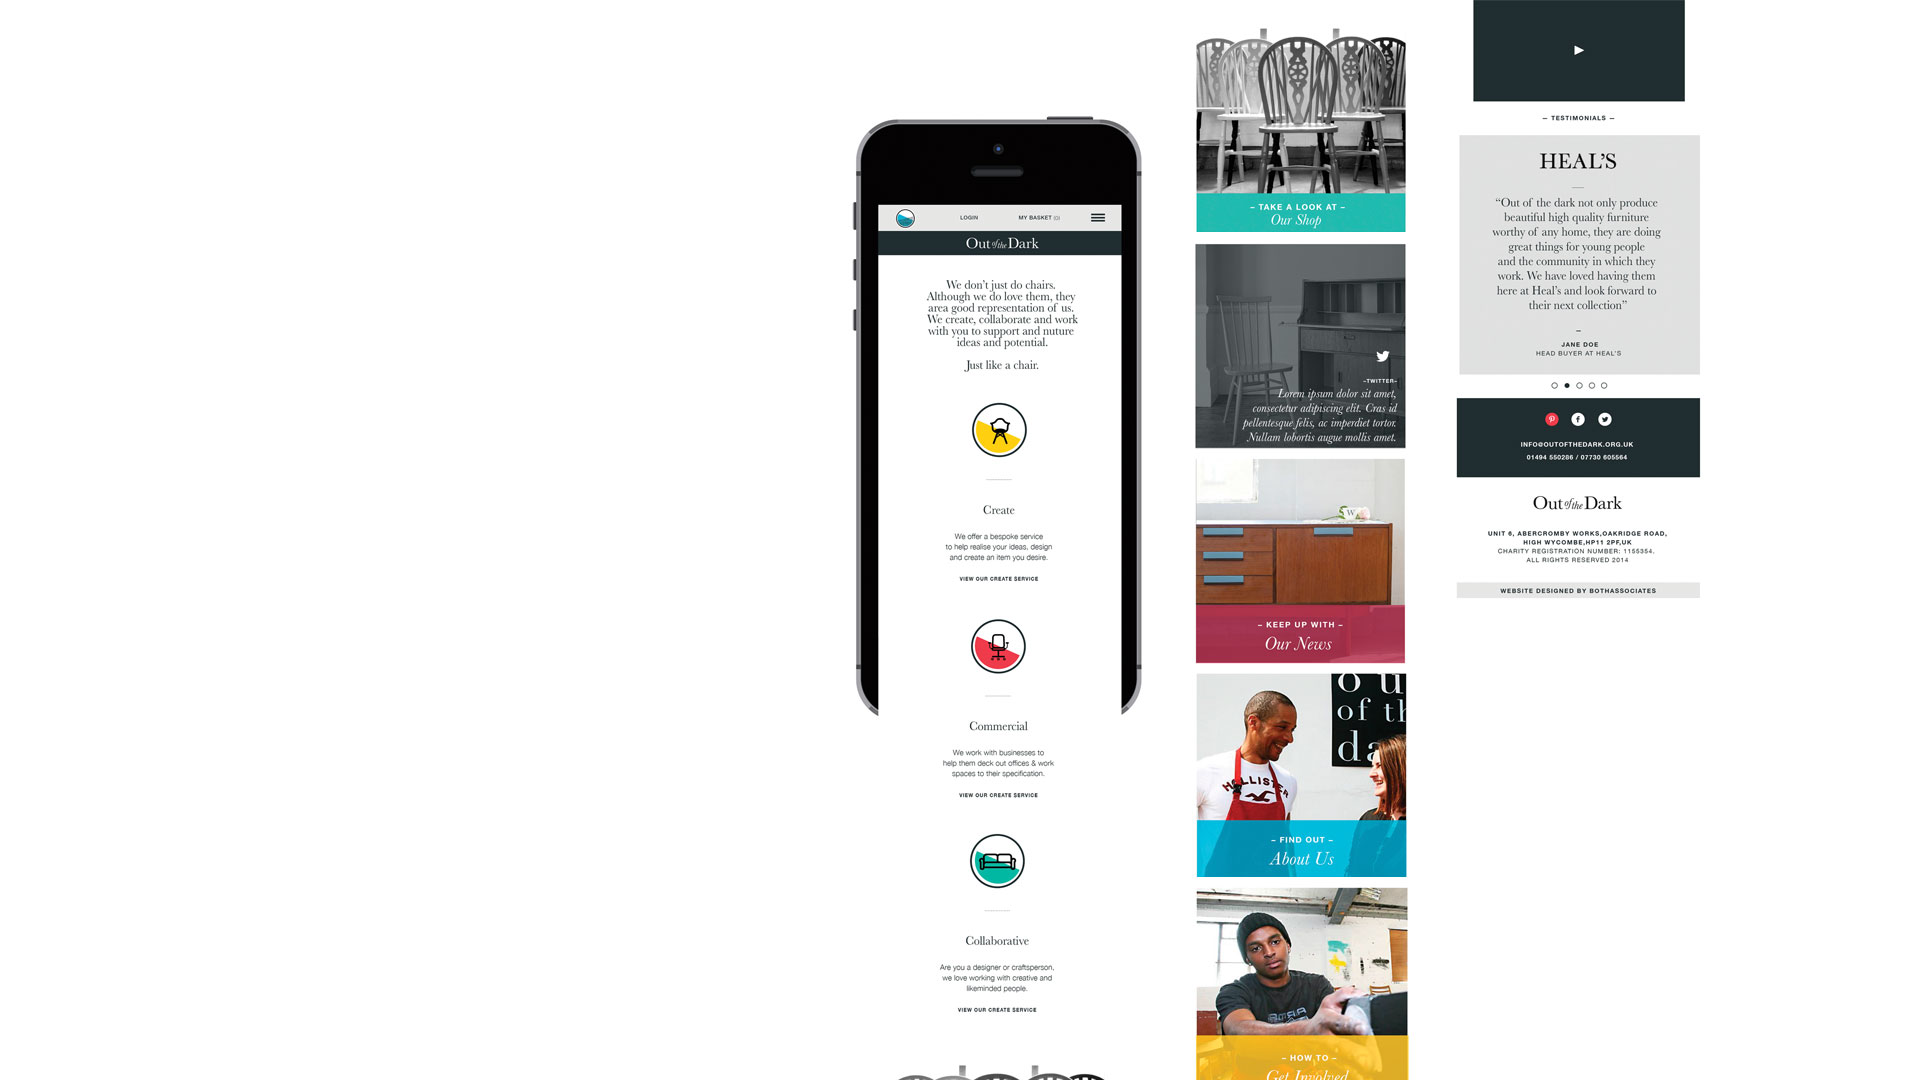 LOGIN
MY BASKET (0)
Out of the Dark
We don't just do chairs.
Although we do love them, they
area good representation of us.
We create, collaborate and work
with you to support and nuture
ideas and potential.
Just like a chair.
Create
We offer a bespoke service
to help realise your ideas, design
and create an item you desire.
VIEW OUR CREATE SERVICE
Commercial
We work with businesses to
help them deck out offices & work
spaces to their specification.
VIEW OUR CREATE SERVICE
Collaborative
Are you a designer or craftsperson,
we love working with creative and
likeminded people.
VIEW OUR CREATE SERVICE
– TAKE A LOOK AT –
Our Shop
–TWITTER–
Lorem ipsum dolor sit amet,
consectetur adipiscing elit. Cras id
pellentesque felis, ac imperdiet tortor.
Nullam lobortis augue mollis amet.
W
– KEEP UP WITH –
Our News
ou
of th
da
HOLLISTER
– FIND OUT –
About Us
– HOW TO –
Get Involved
— TESTIMONIALS —
HEAL'S
“Out of the dark not only produce
beautiful high quality furniture
worthy of any home, they are doing
great things for young people
and the community in which they
work. We have loved having them
here at Heal's and look forward to
their next collection”
–
JANE DOE
HEAD BUYER AT HEAL'S
INFO@OUTOFTHEDARK.ORG.UK
01494 550286 / 07730 605564
Out of the Dark
UNIT 6, ABERCROMBY WORKS,OAKRIDGE ROAD,
HIGH WYCOMBE,HP11 2PF,UK
CHARITY REGISTRATION NUMBER: 1155354.
ALL RIGHTS RESERVED 2014
WEBSITE DESIGNED BY BOTHASSOCIATES